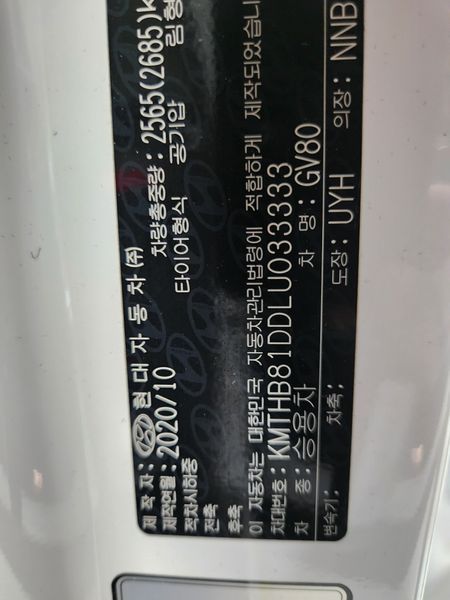 제 작 자 : 현 대 자 동 차 ㈜
제작연월: 2020/10 차량총중량: 2565(2685)k
적차시하중 타이어형식 림형
전축 공기압
후축
이 자동차는 대한민국 자동차관리법령에 적합하게 제작되었
차대번호: KMTHB81DDLU033333
차 종: 승용차 차 명: GV80
변속기: 차축: 도장: UYH 의장: NNB